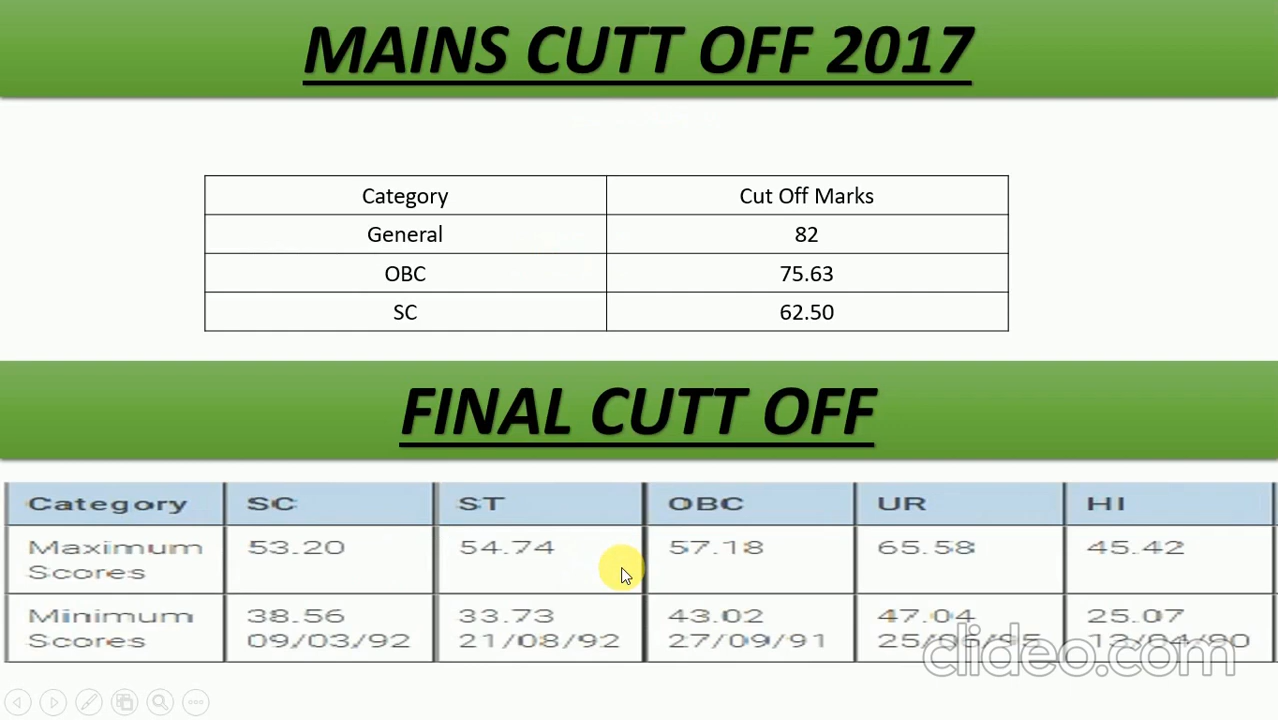 MAINS CUTT OFF 2017
Category Cut Off Marks
General 82
OBC 75.63
SC 62.50
FINAL CUTT OFF
Category SC ST OBC UR HI
Maximum 53.20 54.74 57.18 65.58 45.42
Scores
Minimum 38.56 33.73 43.02 47.04 25.07
Scores 09/03/92 21/08/92 27/09/91
clideo.com